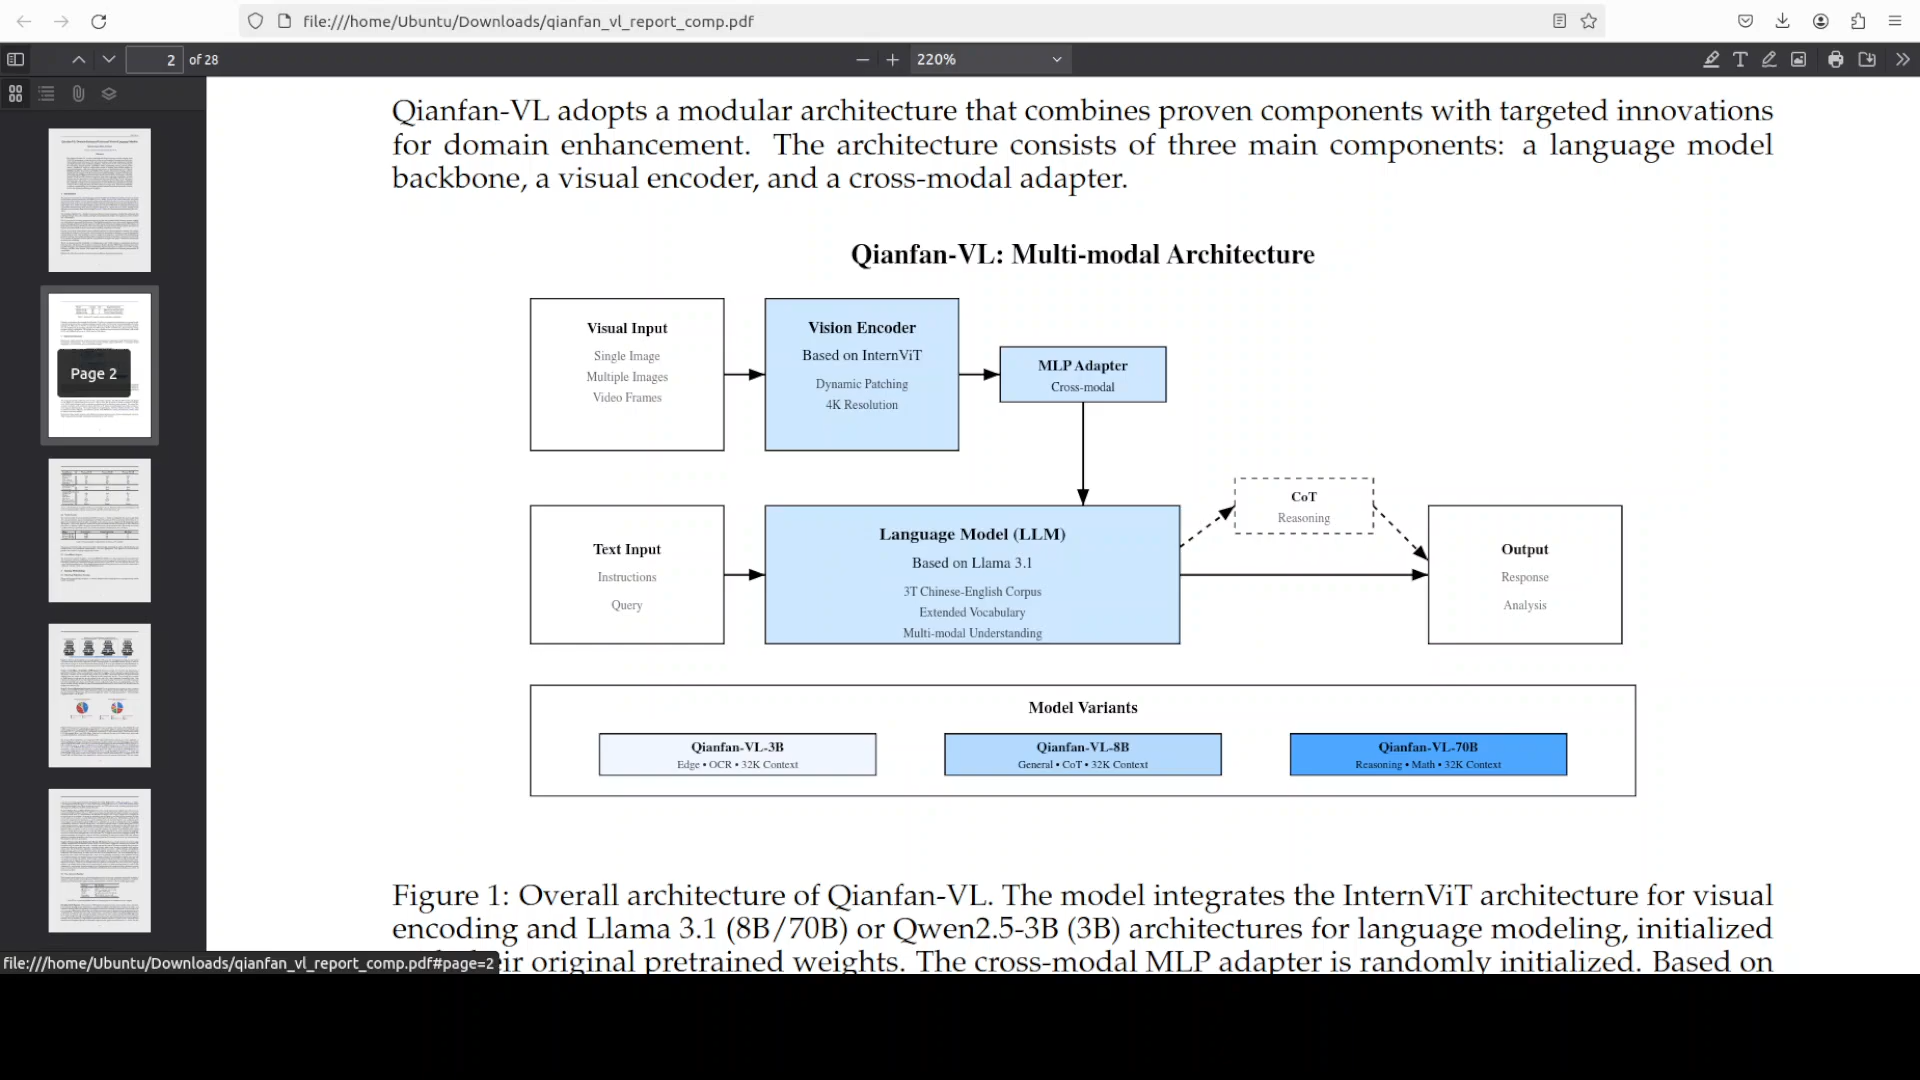 file:///home/Ubuntu/Downloads/qianfan_vl_report_comp.pdf
2 of 28
220%
Page 2
Qianfan-VL adopts a modular architecture that combines proven components with targeted innovations
for domain enhancement. The architecture consists of three main components: a language model
backbone, a visual encoder, and a cross-modal adapter.
Qianfan-VL: Multi-modal Architecture
Visual Input
Single Image
Multiple Images
Video Frames
Vision Encoder
Based on InternViT
Dynamic Patching
4K Resolution
MLP Adapter
Cross-modal
Text Input
Instructions
Query
Language Model (LLM)
Based on Llama 3.1
3T Chinese-English Corpus
Extended Vocabulary
Multi-modal Understanding
CoT
Reasoning
Output
Response
Analysis
Model Variants
Qianfan-VL-3B
Edge • OCR • 32K Context
Qianfan-VL-8B
General • CoT • 32K Context
Qianfan-VL-70B
Reasoning • Math • 32K Context
Figure 1: Overall architecture of Qianfan-VL. The model integrates the InternViT architecture for visual
encoding and Llama 3.1 (8B/70B) or Qwen2.5-3B (3B) architectures for language modeling, initialized
original pretrained weights. The cross-modal MLP adapter is randomly initialized. Based on
file:///home/Ubuntu/Downloads/qianfan_vl_report_comp.pdf#page=2